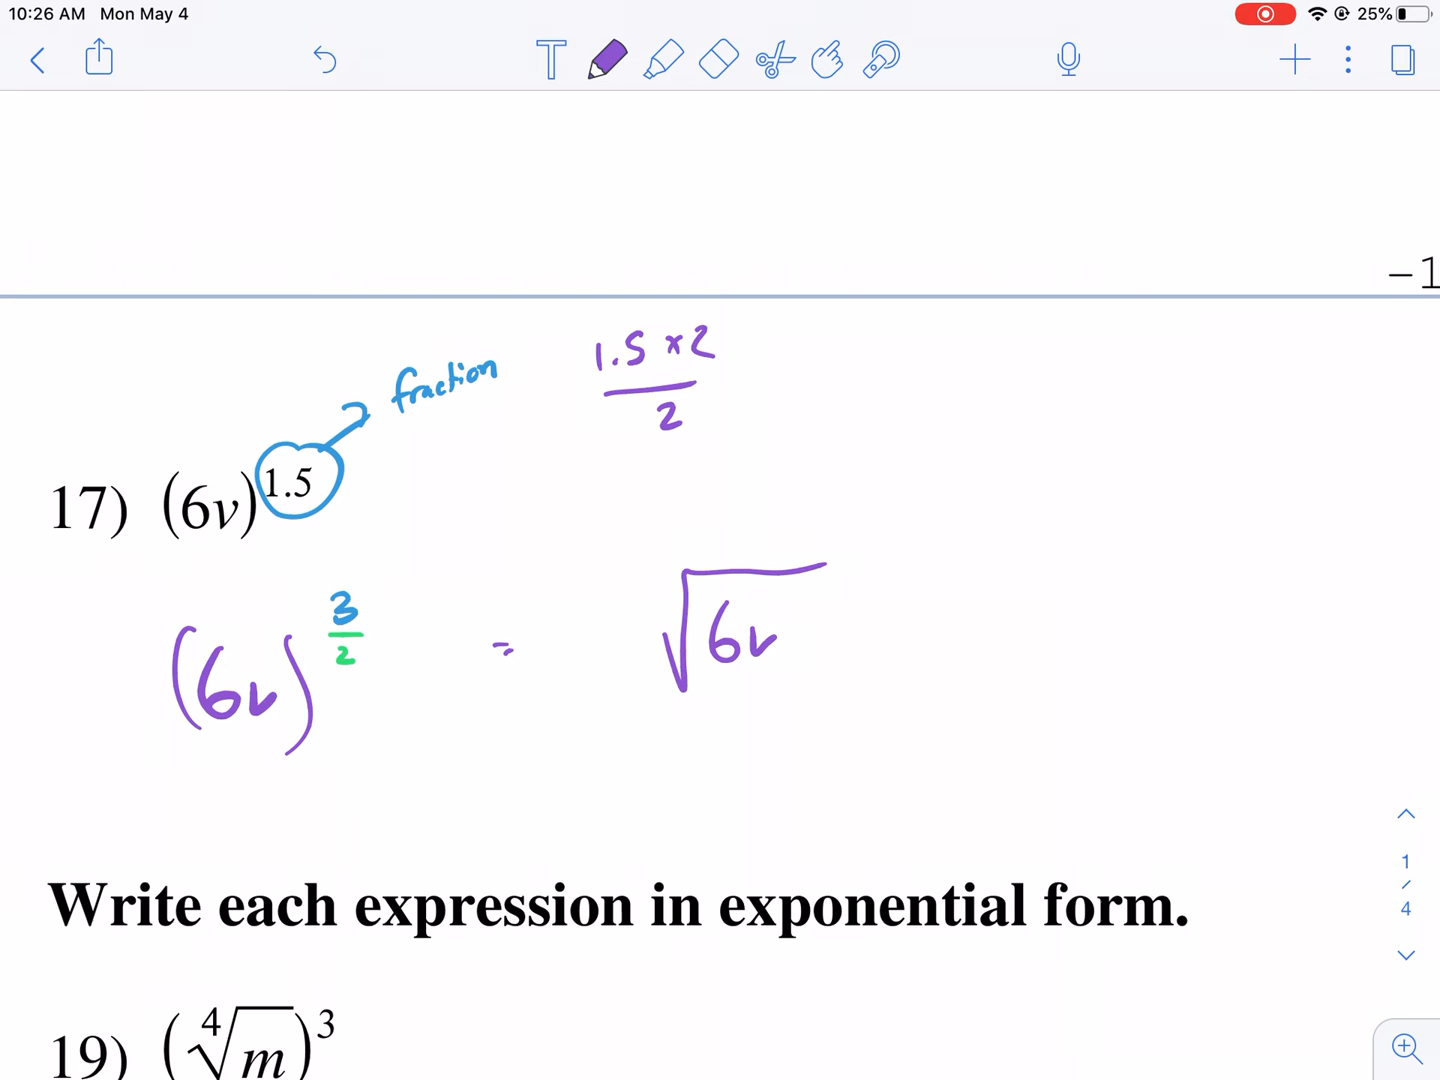 10:26 AM Mon May 4
25%
T
-1
1.5 × 2
2
fraction
17) (6v)^1.5
(6v)^3/2 = √6v
1
/
4
Write each expression in exponential form.
19) (⁴√m)^3